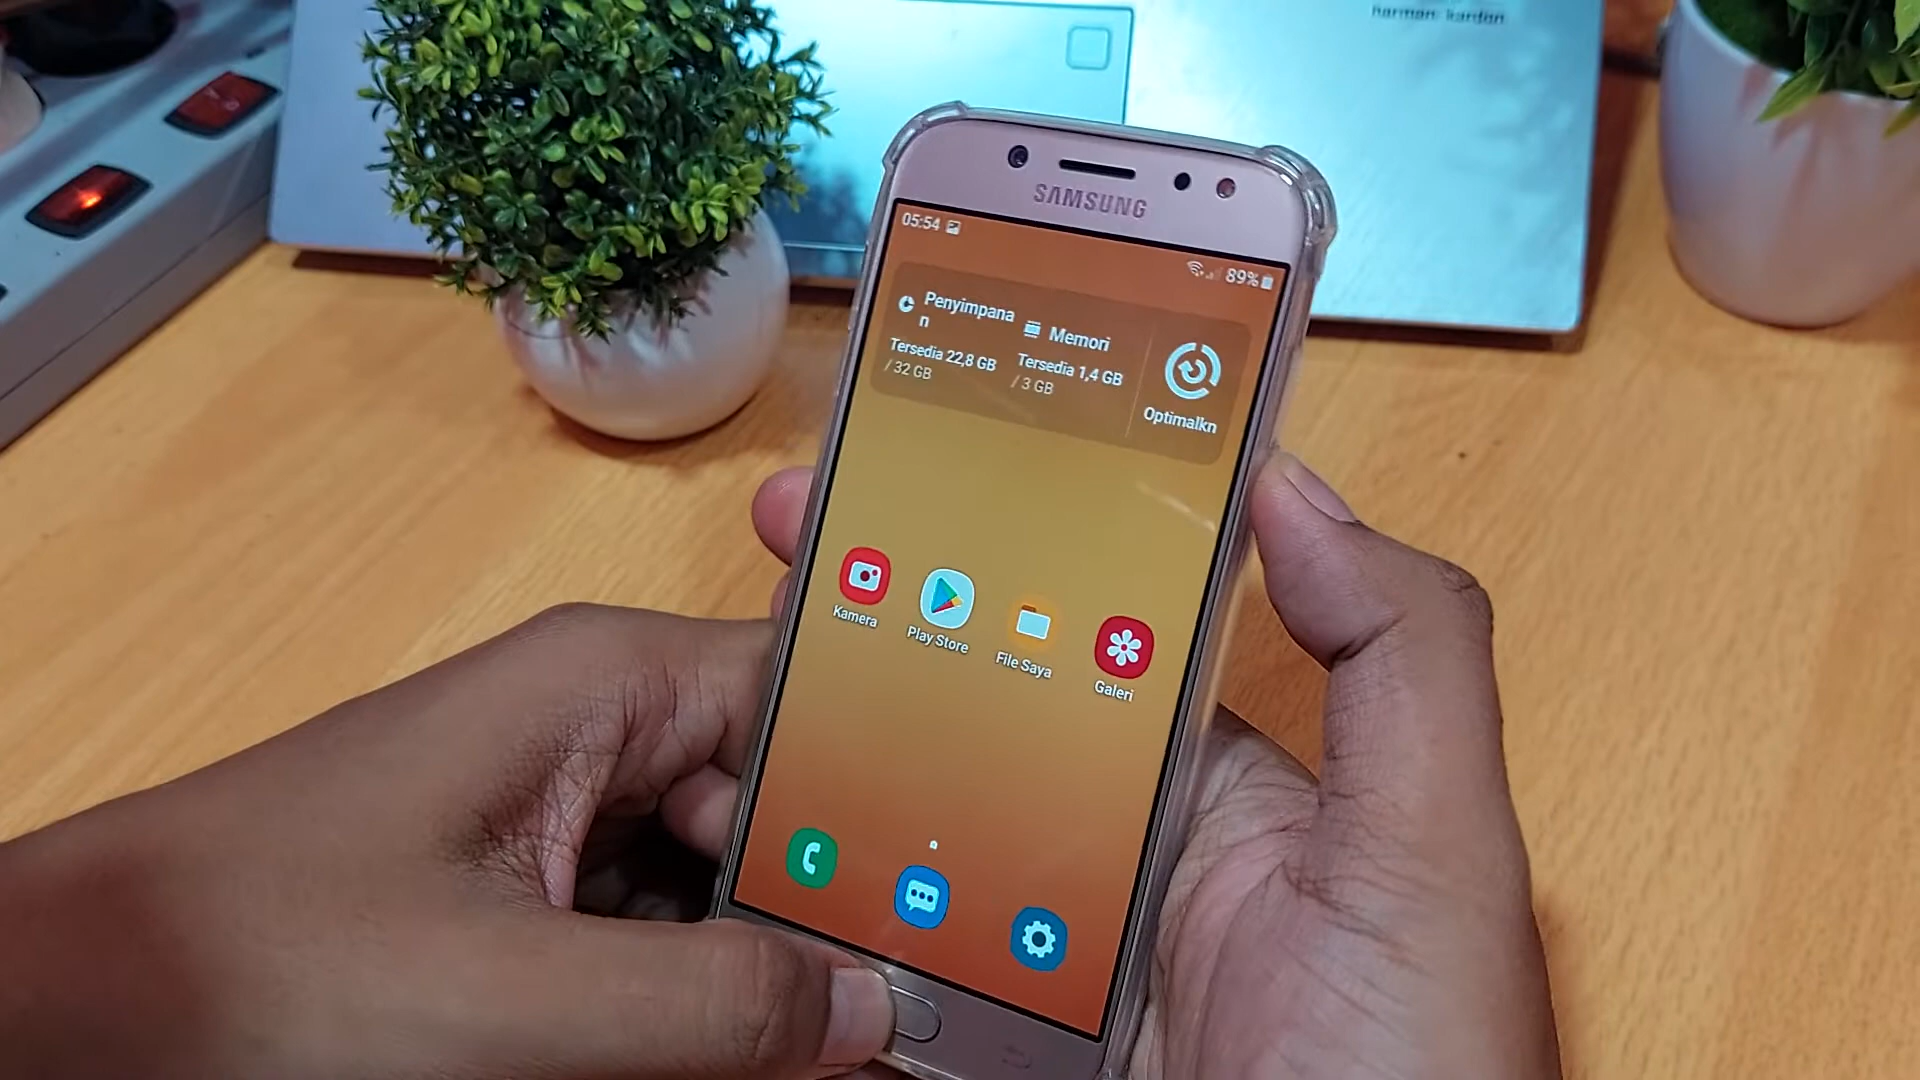 harman/kardon
SAMSUNG
05:54
89%
Penyimpana
n
Tersedia 22,8 GB
/ 32 GB
Memori
Tersedia 1,4 GB
/ 3 GB
Optimalkn
Kamera
Play Store
File Saya
Galeri